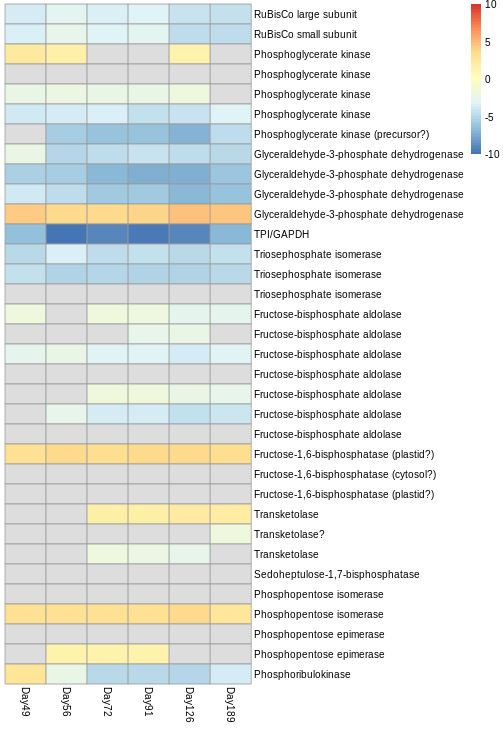 RuBisCo large subunit
RuBisCo small subunit
Phosphoglycerate kinase
Phosphoglycerate kinase
Phosphoglycerate kinase
Phosphoglycerate kinase
Phosphoglycerate kinase (precursor?)
Glyceraldehyde-3-phosphate dehydrogenase
Glyceraldehyde-3-phosphate dehydrogenase
Glyceraldehyde-3-phosphate dehydrogenase
Glyceraldehyde-3-phosphate dehydrogenase
TPI/GAPDH
Triosephosphate isomerase
Triosephosphate isomerase
Triosephosphate isomerase
Fructose-bisphosphate aldolase
Fructose-bisphosphate aldolase
Fructose-bisphosphate aldolase
Fructose-bisphosphate aldolase
Fructose-bisphosphate aldolase
Fructose-bisphosphate aldolase
Fructose-bisphosphate aldolase
Fructose-1,6-bisphosphatase (plastid?)
Fructose-1,6-bisphosphatase (cytosol?)
Fructose-1,6-bisphosphatase (plastid?)
Transketolase
Transketolase?
Transketolase
Sedoheptulose-1,7-bisphosphatase
Phosphopentose isomerase
Phosphopentose isomerase
Phosphopentose epimerase
Phosphopentose epimerase
Phosphoribulokinase
Day49
Day56
Day72
Day91
Day126
Day189
10
5
0
-5
-10